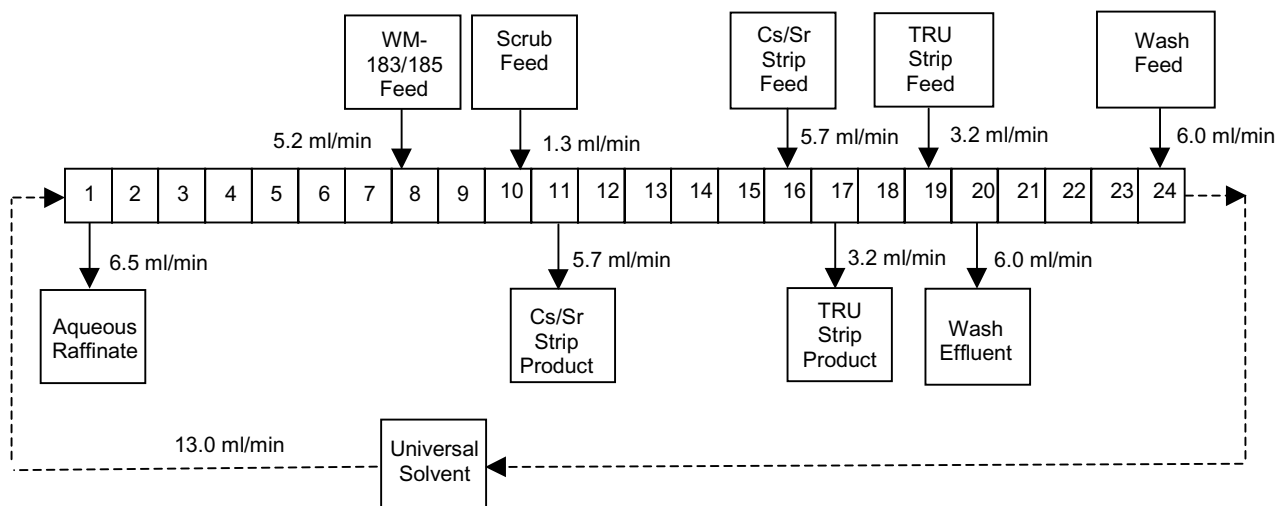 WM-
183/185
Feed
Scrub
Feed
Cs/Sr
Strip
Feed
TRU
Strip
Feed
Wash
Feed
5.2 ml/min
1.3 ml/min
5.7 ml/min
3.2 ml/min
6.0 ml/min
1 2 3 4 5 6 7 8 9 10 11 12 13 14 15 16 17 18 19 20 21 22 23 24
6.5 ml/min
5.7 ml/min
3.2 ml/min
6.0 ml/min
Aqueous
Raffinate
Cs/Sr
Strip
Product
TRU
Strip
Product
Wash
Effluent
13.0 ml/min
Universal
Solvent